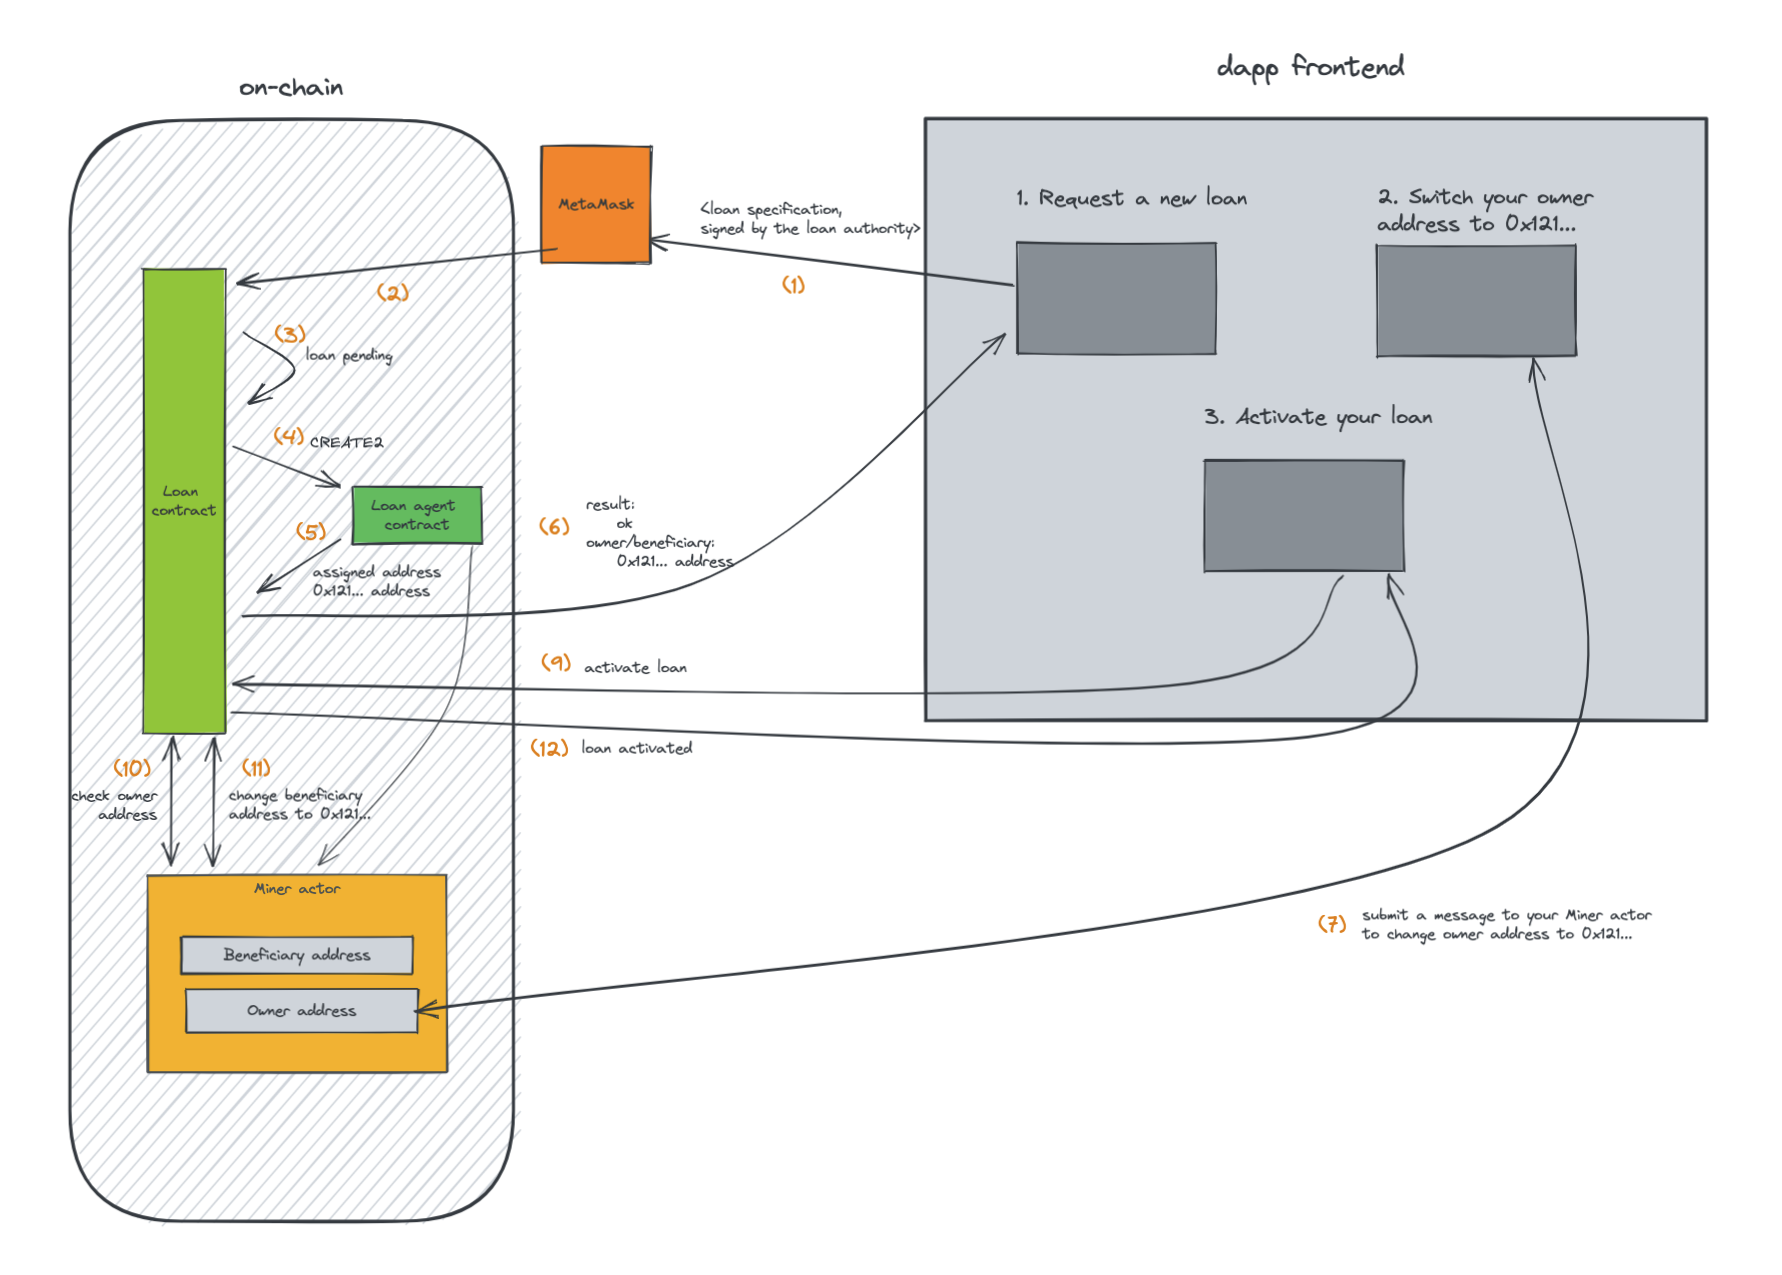 on-chain
dapp frontend
MetaMask
<loan specification,
signed by the loan authority>
(1)
(2)
1. Request a new loan
2. Switch your owner
address to 0x121...
3. Activate your loan
(3)
loan pending
(4) CREATE2
Loan
contract
Loan agent
contract
(5)
assigned address
0x121... address
(6)
result:
ok
owner/beneficiary:
0x121... address
(9) activate loan
(12) loan activated
(10)
check owner
address
(11)
change beneficiary
address to 0x121...
Miner actor
Beneficiary address
Owner address
(7)
submit a message to your Miner actor
to change owner address to 0x121...